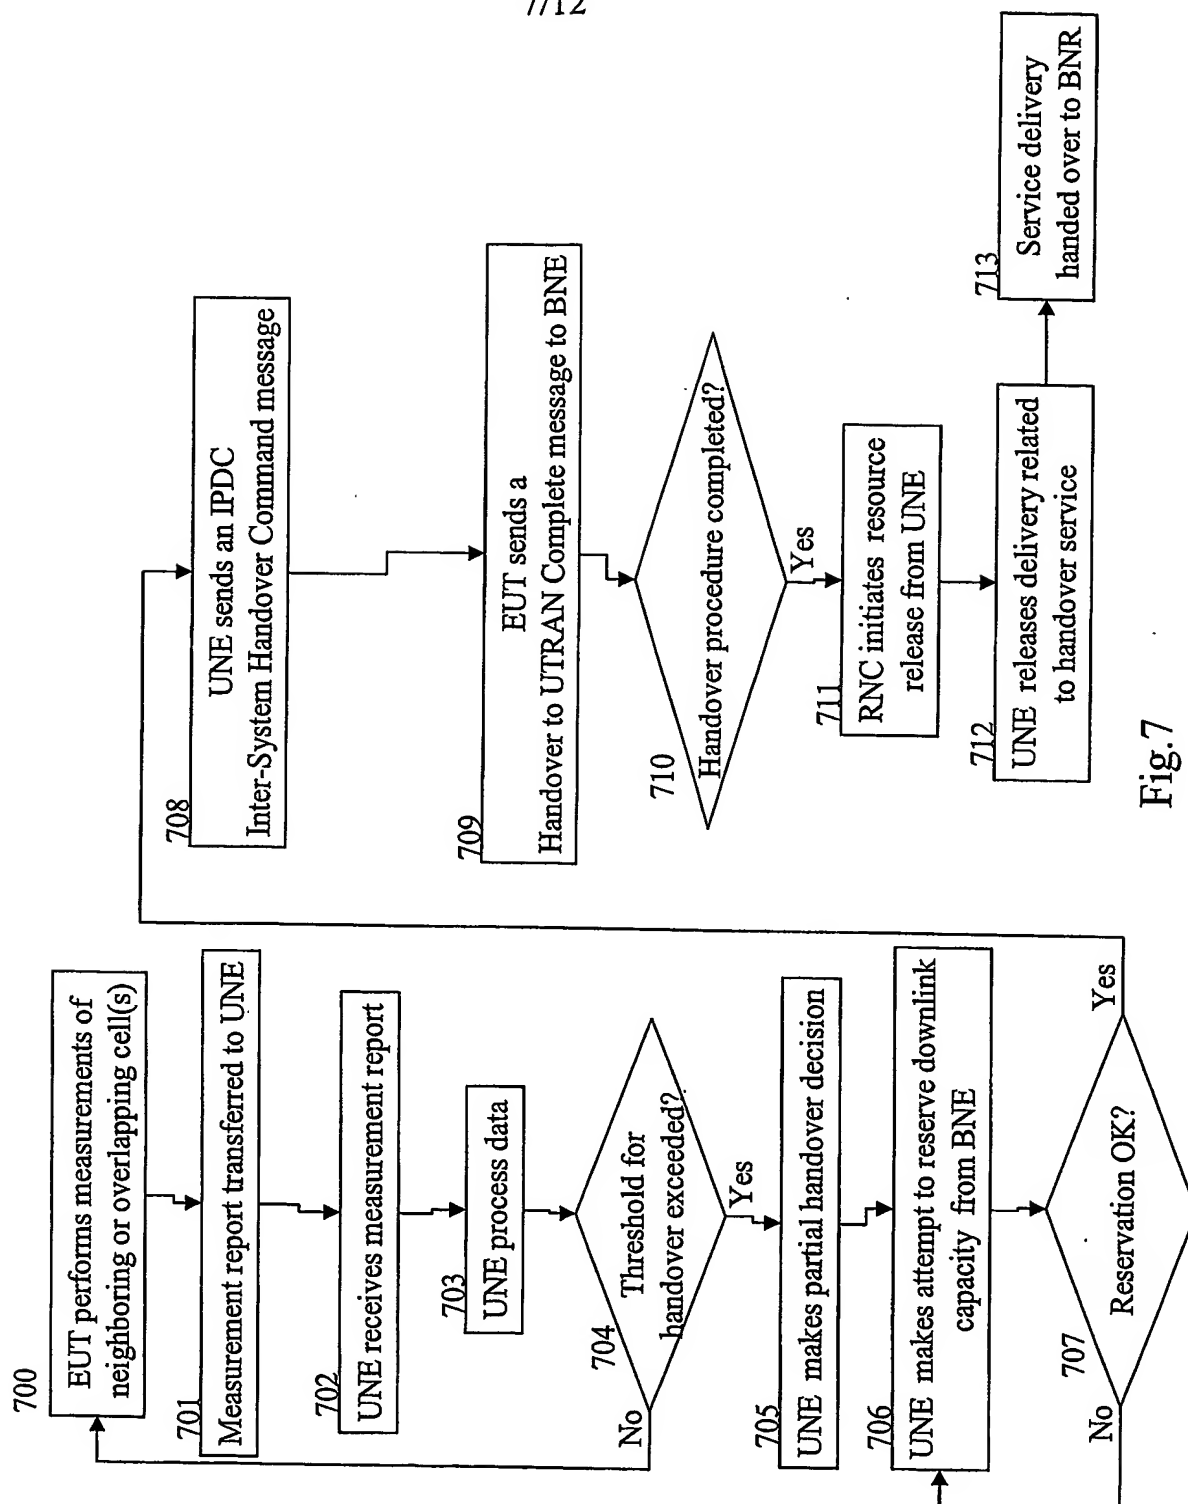 7/12
700
EUT performs measurements of
neighboring or overlapping cell(s)
701
Measurement report transferred to UNE
702
UNE receives measurement report
703
UNE process data
704
Threshold for
handover exceeded?
No
Yes
705
UNE makes partial handover decision
706
UNE makes attempt to reserve downlink
capacity from BNE
707
Reservation OK?
No
Yes
708
UNE sends an IPDC
Inter-System Handover Command message
709
EUT sends a
Handover to UTRAN Complete message to BNE
710
Handover procedure completed?
Yes
711
RNC initiates resource
release from UNE
712
UNE releases delivery related
to handover service
713
Service delivery
handed over to BNR
Fig.7